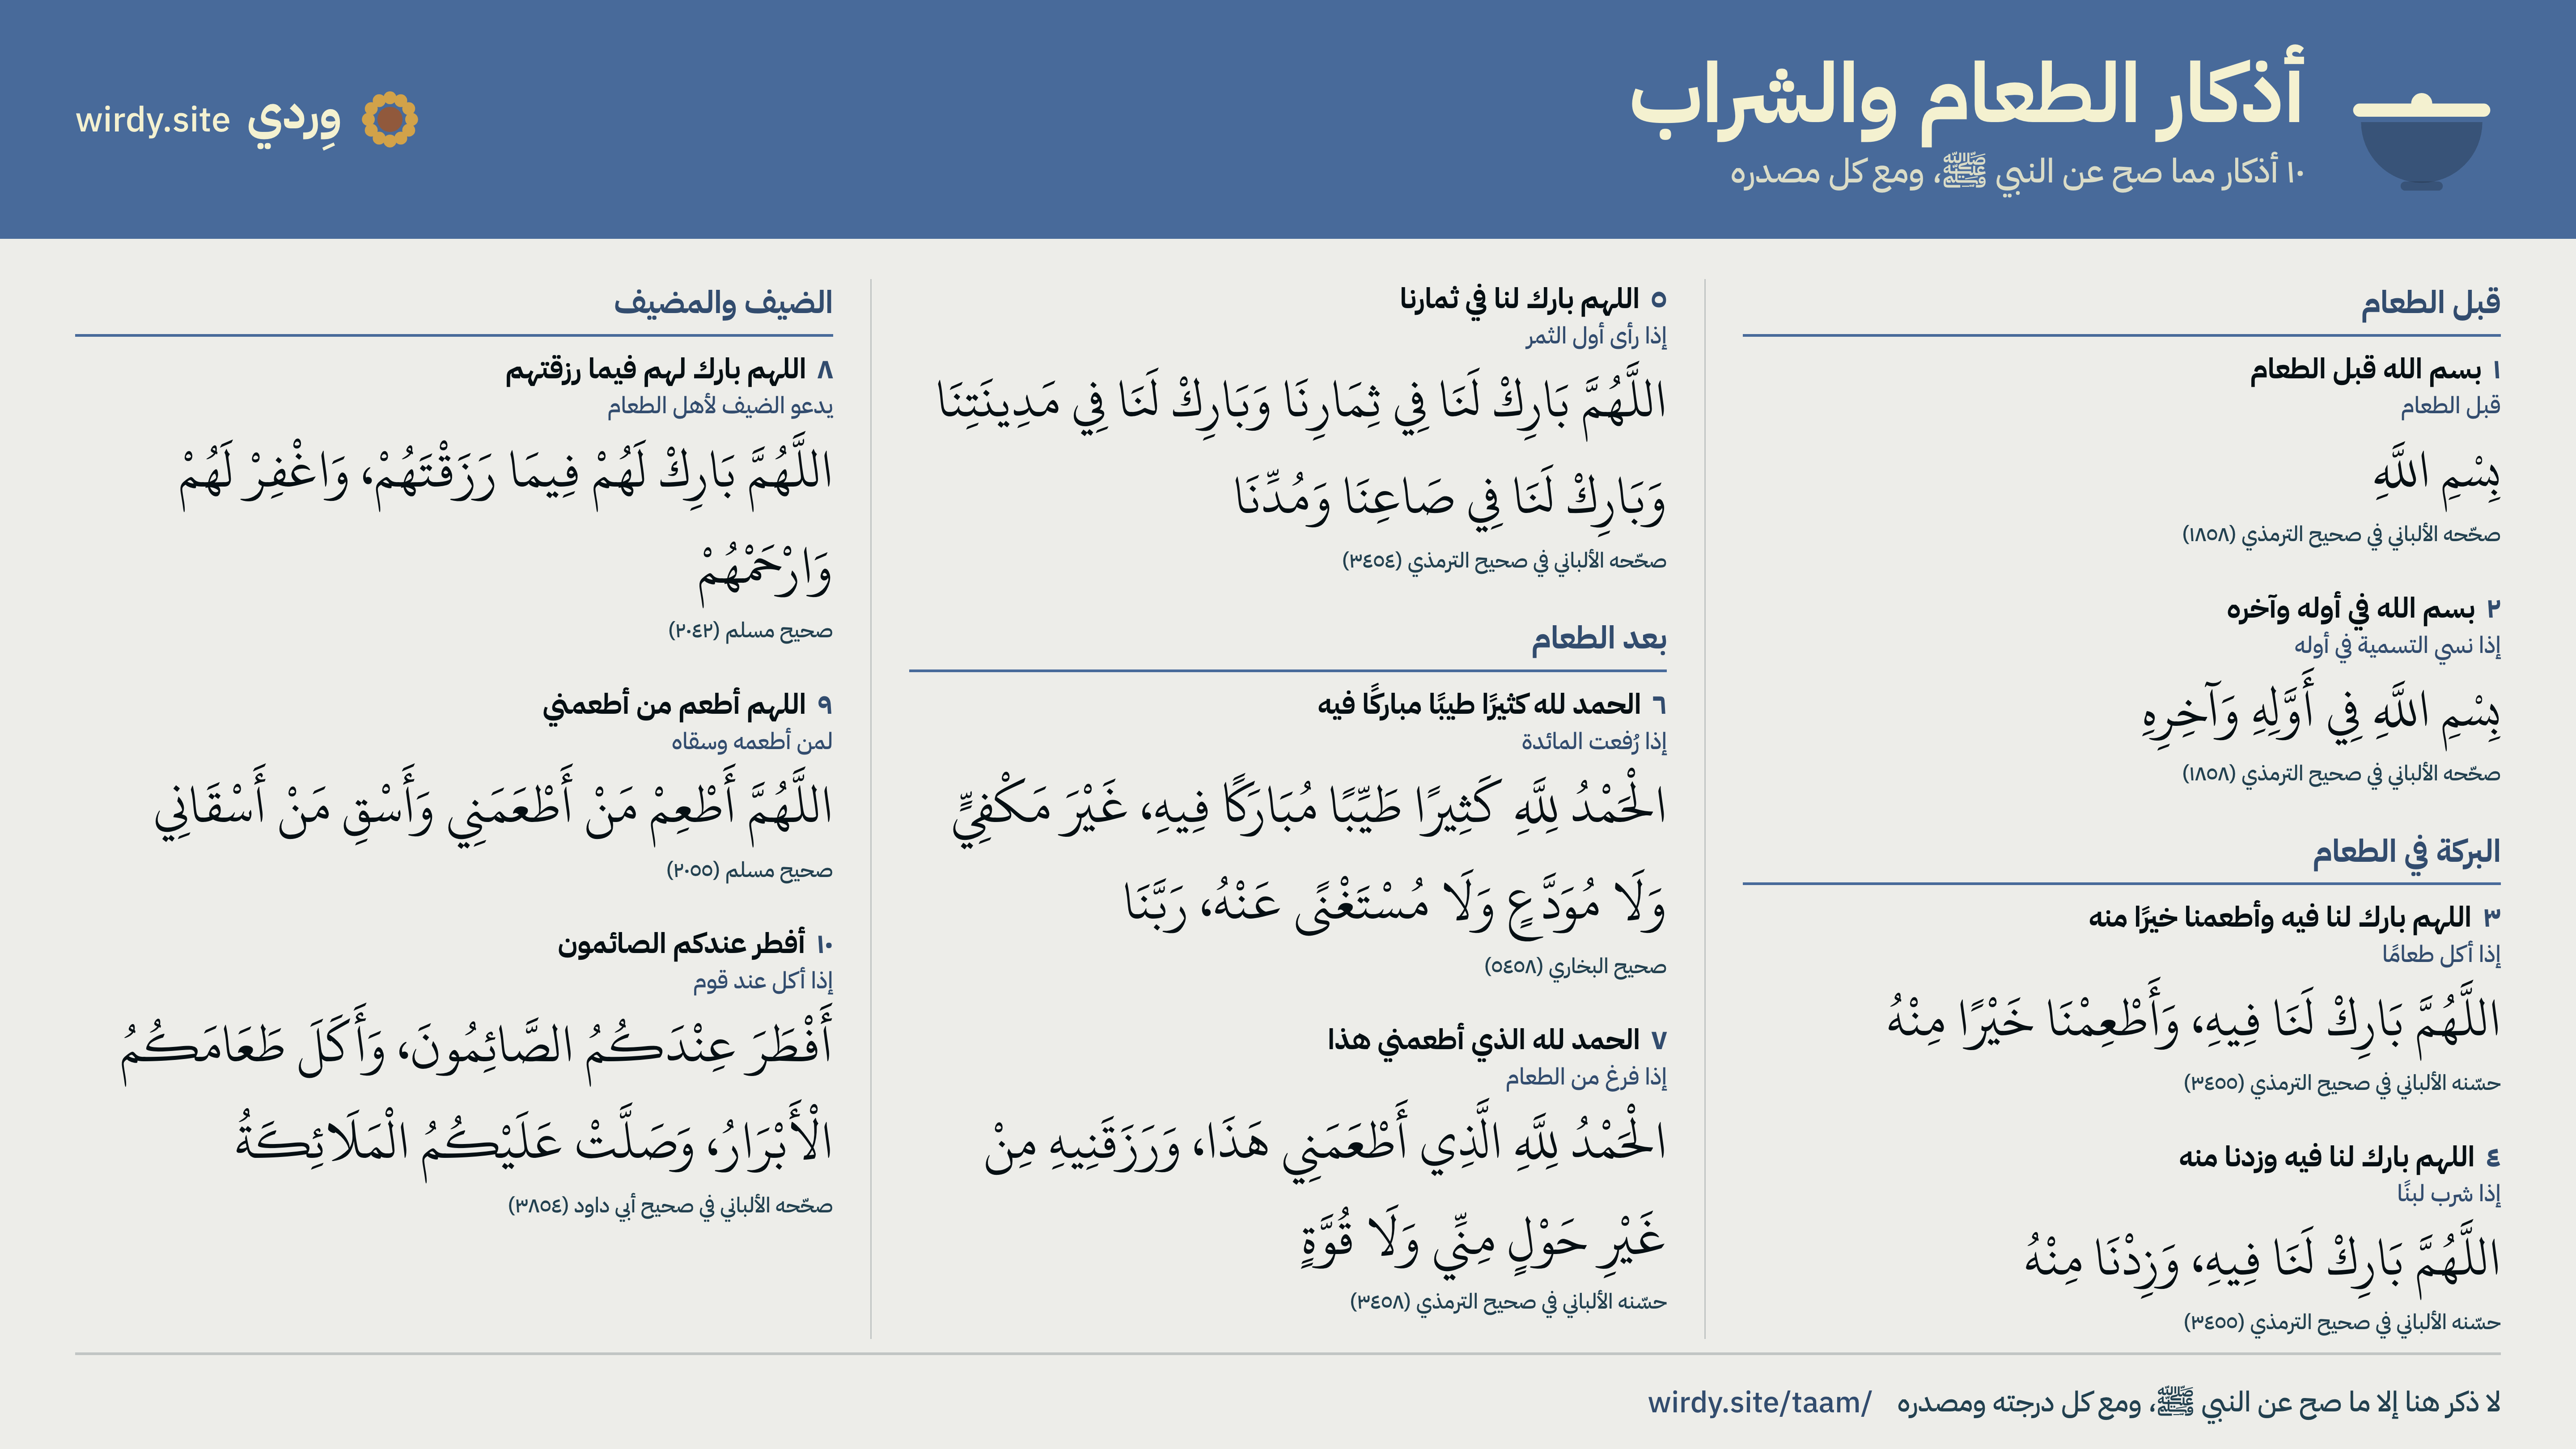 أذكار الطعام والشراب
١٠ أذكار مما صح عن النبي ﷺ، ومع كل مصدره
وِردي wirdy.site
قبل الطعام
١ بسم الله قبل الطعام
قبل الطعام
بِسْمِ اللَّهِ
صحّحه الألباني في صحيح الترمذي (١٨٥٨)
٢ بسم الله في أوله وآخره
إذا نسي التسمية في أوله
بِسْمِ اللَّهِ فِي أَوَّلِهِ وَآخِرِهِ
صحّحه الألباني في صحيح الترمذي (١٨٥٨)
البركة في الطعام
٣ اللهم بارك لنا فيه وأطعمنا خيرًا منه
إذا أكل طعامًا
اللَّهُمَّ بَارِكْ لَنَا فِيهِ، وَأَطْعِمْنَا خَيْرًا مِنْهُ
حسّنه الألباني في صحيح الترمذي (٣٤٥٥)
٤ اللهم بارك لنا فيه وزدنا منه
إذا شرب لبنًا
اللَّهُمَّ بَارِكْ لَنَا فِيهِ، وَزِدْنَا مِنْهُ
حسّنه الألباني في صحيح الترمذي (٣٤٥٥)
٥ اللهم بارك لنا في ثمارنا
إذا رأى أول الثمر
اللَّهُمَّ بَارِكْ لَنَا فِي ثِمَارِنَا وَبَارِكْ لَنَا فِي مَدِينَتِنَا
وَبَارِكْ لَنَا فِي صَاعِنَا وَمُدِّنَا
صحّحه الألباني في صحيح الترمذي (٣٤٥٤)
بعد الطعام
٦ الحمد لله كثيرًا طيبًا مباركًا فيه
إذا رُفعت المائدة
الْحَمْدُ لِلَّهِ كَثِيرًا طَيِّبًا مُبَارَكًا فِيهِ، غَيْرَ مَكْفِيٍّ
وَلَا مُوَدَّعٍ وَلَا مُسْتَغْنًى عَنْهُ، رَبَّنَا
صحيح البخاري (٥٤٥٨)
٧ الحمد لله الذي أطعمني هذا
إذا فرغ من الطعام
الْحَمْدُ لِلَّهِ الَّذِي أَطْعَمَنِي هَذَا، وَرَزَقَنِيهِ مِنْ
غَيْرِ حَوْلٍ مِنِّي وَلَا قُوَّةٍ
حسّنه الألباني في صحيح الترمذي (٣٤٥٨)
الضيف والمضيف
٨ اللهم بارك لهم فيما رزقتهم
يدعو الضيف لأهل الطعام
اللَّهُمَّ بَارِكْ لَهُمْ فِيمَا رَزَقْتَهُمْ، وَاغْفِرْ لَهُمْ
وَارْحَمْهُمْ
صحيح مسلم (٢٠٤٢)
٩ اللهم أطعم من أطعمني
لمن أطعمه وسقاه
اللَّهُمَّ أَطْعِمْ مَنْ أَطْعَمَنِي وَأَسْقِ مَنْ أَسْقَانِي
صحيح مسلم (٢٠٥٥)
١٠ أفطر عندكم الصائمون
إذا أكل عند قوم
أَفْطَرَ عِنْدَكُمُ الصَّائِمُونَ، وَأَكَلَ طَعَامَكُمُ
الْأَبْرَارُ، وَصَلَّتْ عَلَيْكُمُ الْمَلَائِكَةُ
صحّحه الألباني في صحيح أبي داود (٣٨٥٤)
لا ذكر هنا إلا ما صح عن النبي ﷺ، ومع كل درجته ومصدره wirdy.site/taam/